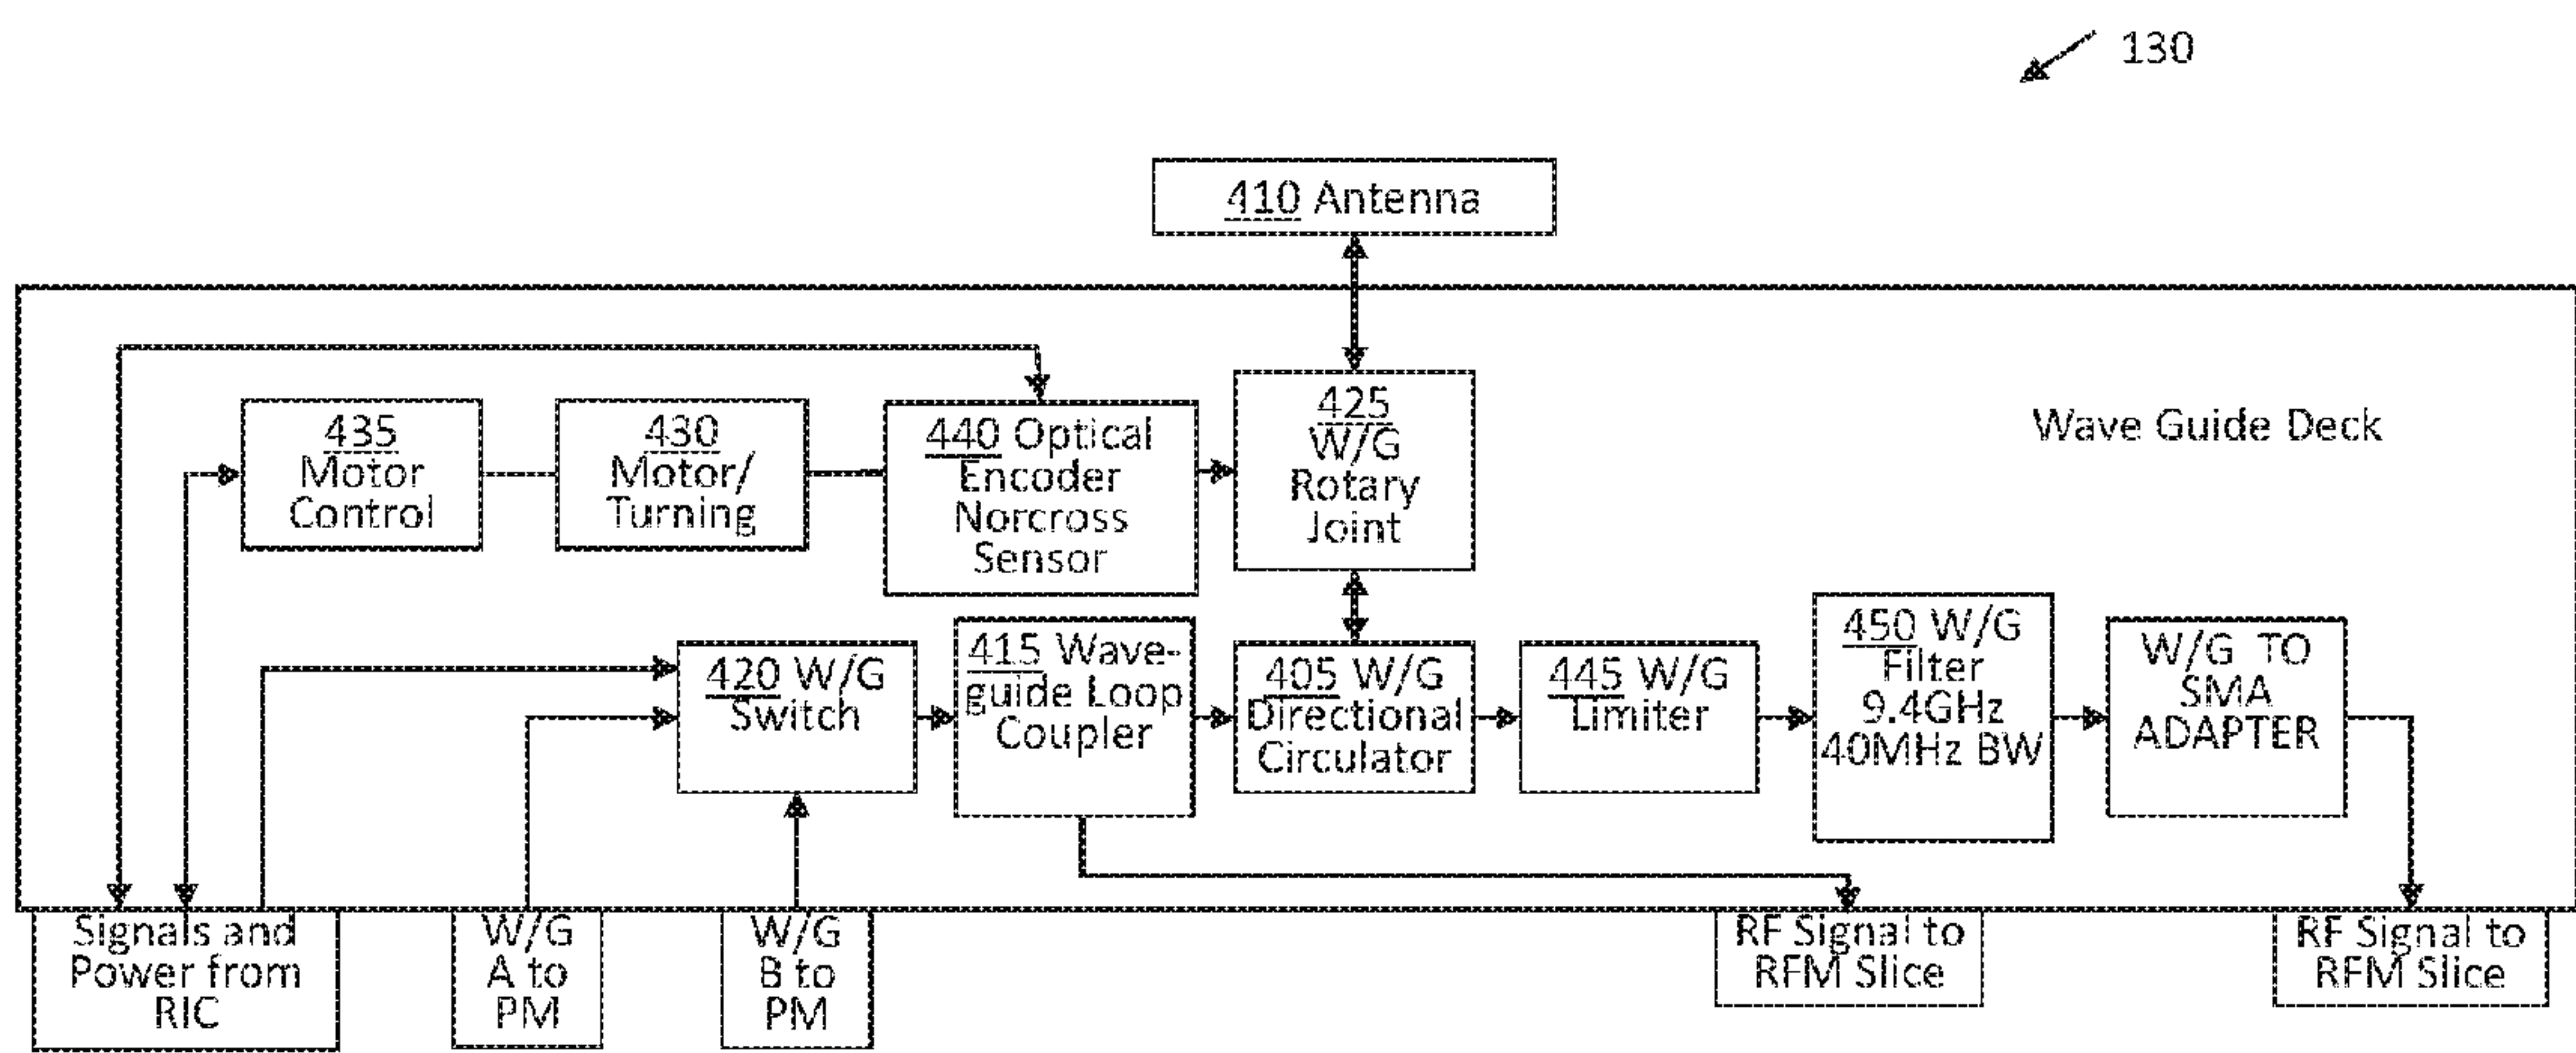 130
410 Antenna
Wave Guide Deck
435
Motor
Control
430
Motor/
Turning
440 Optical
Encoder
Norcross
Sensor
425
W/G
Rotary
Joint
420 W/G
Switch
415 Wave-
guide Loop
Coupler
405 W/G
Directional
Circulator
445 W/G
Limiter
450 W/G
Filter
9.4GHz
40MHz BW
W/G TO
SMA
ADAPTER
Signals and
Power from
RIC
W/G
A to
PM
W/G
B to
PM
RF Signal to
RFM Slice
RF Signal to
RFM Slice